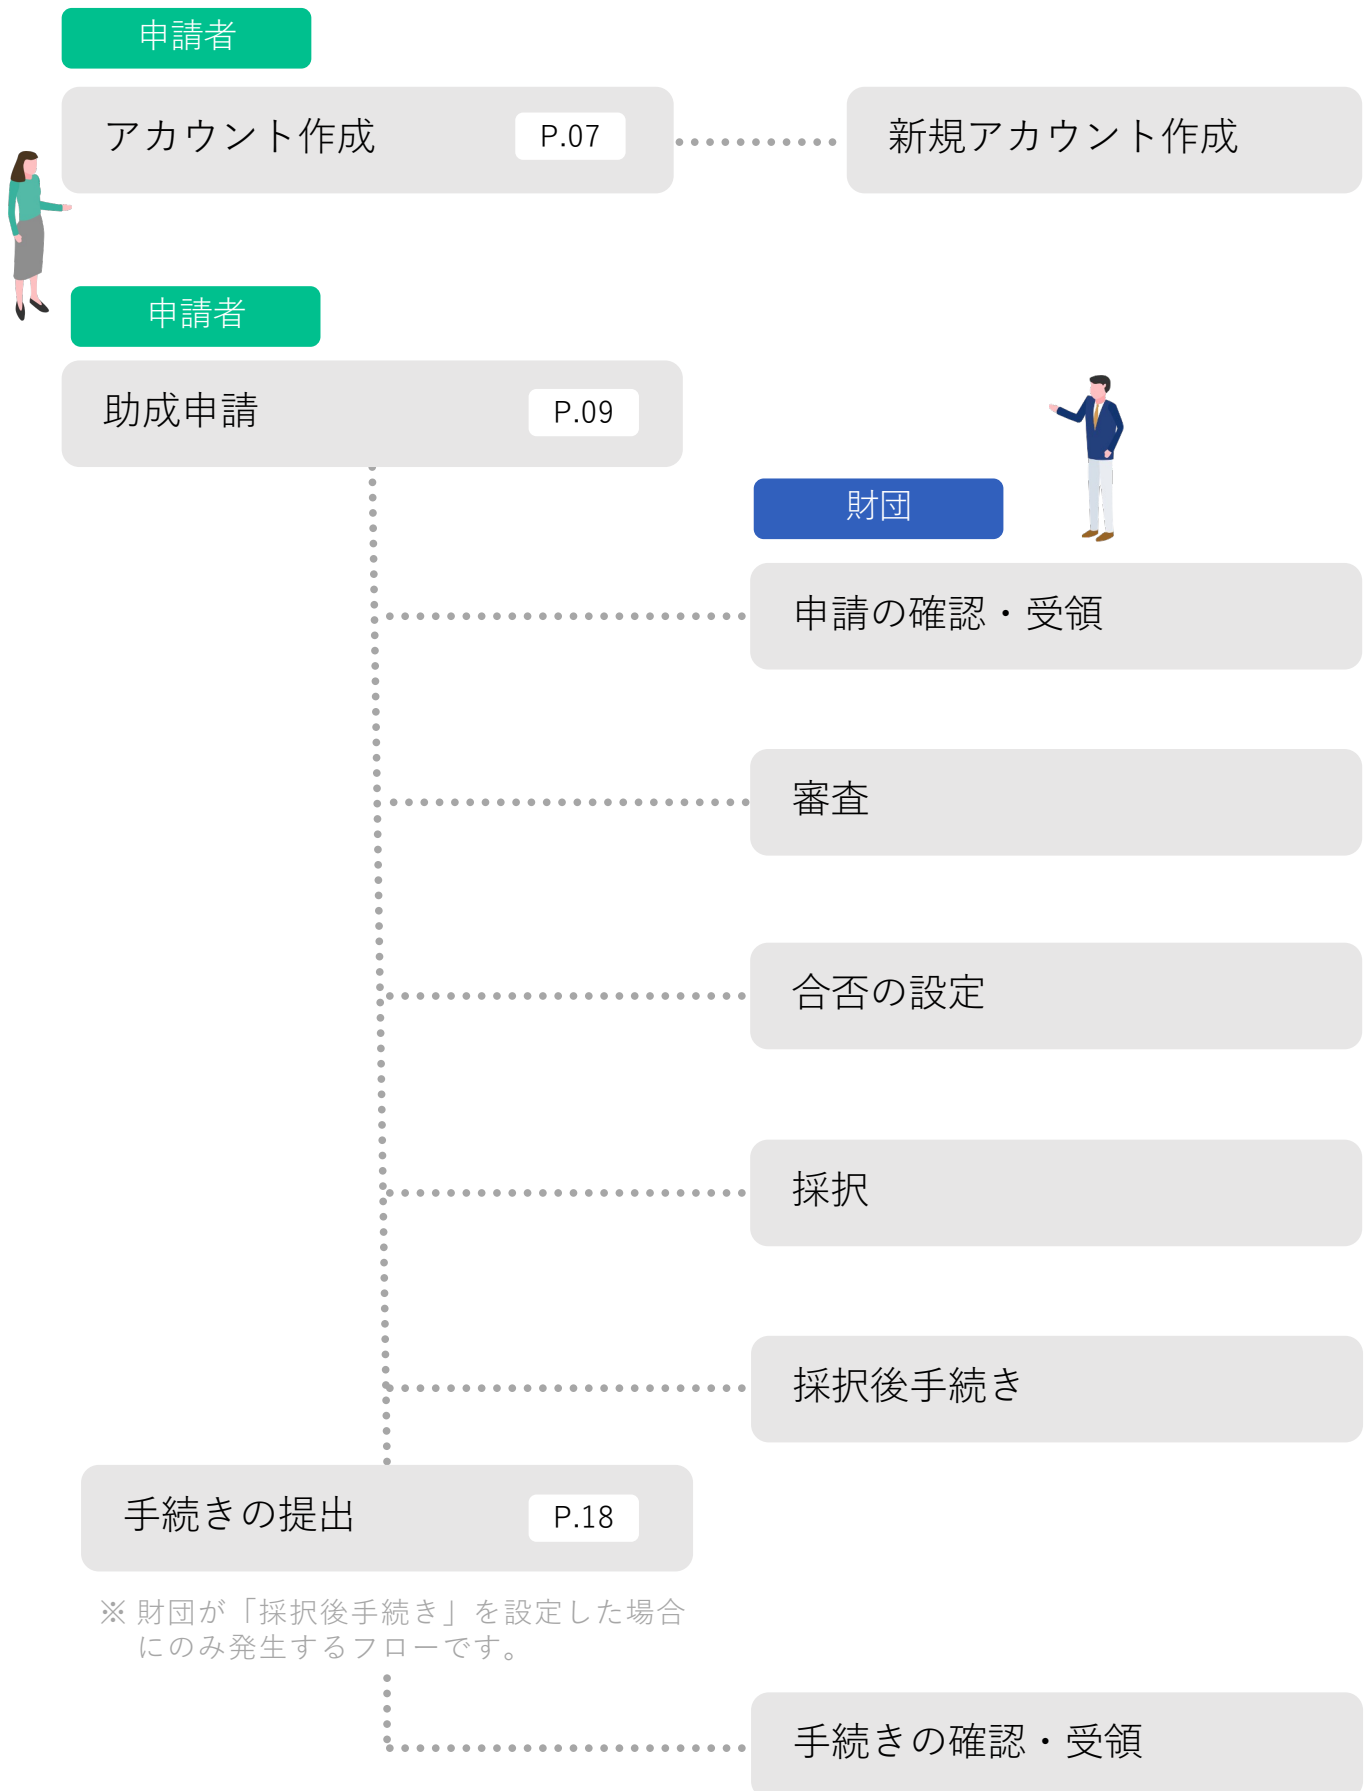 申請者
アカウント作成
P.07
新規アカウント作成
申請者
助成申請
P.09
財団
申請の確認・受領
審査
合否の設定
採択
採択後手続き
手続きの提出
P.18
※ 財団が「採択後手続き」を設定した場合
にのみ発生するフローです。
手続きの確認・受領